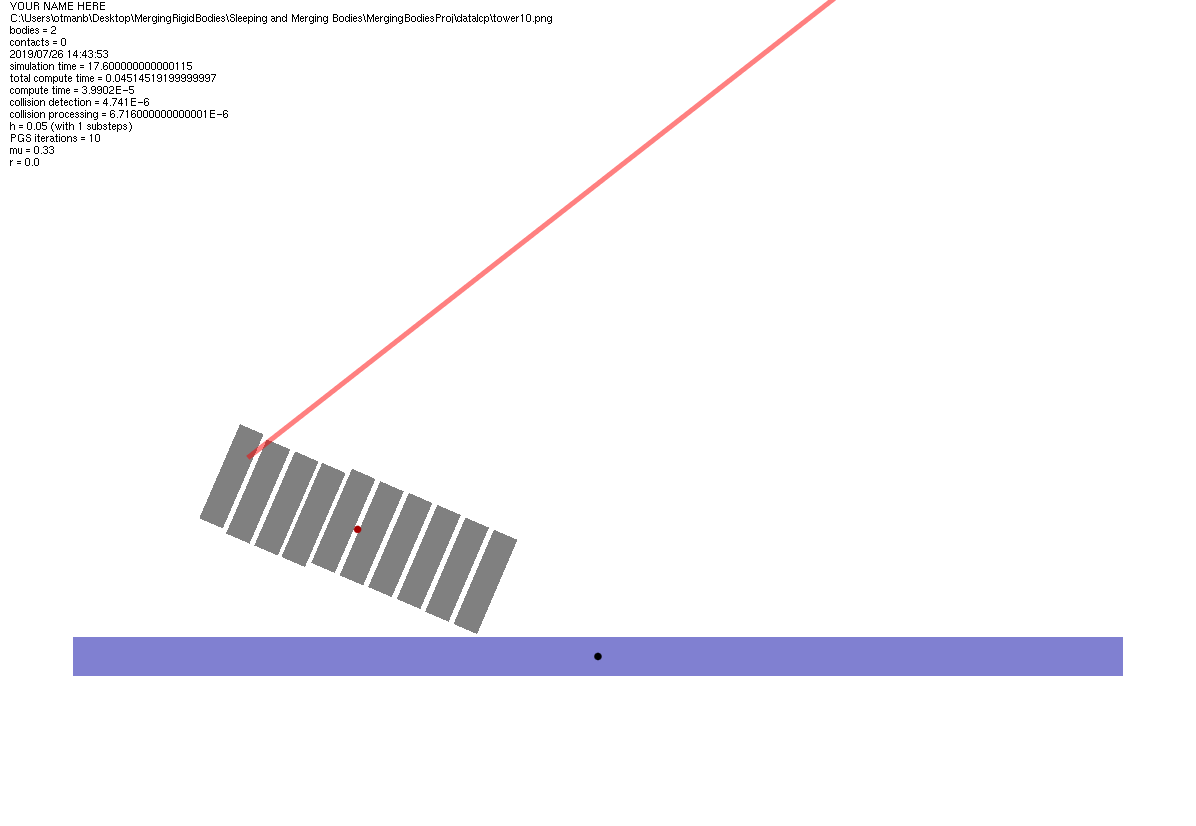 YOUR NAME HERE
C:\Users\otmanb\Desktop\MergingRigidBodies\Sleeping and Merging Bodies\MergingBodiesProj\datalcp\tower10.png
bodies = 2
contacts = 0
2019/07/26 14:43:53
simulation time = 17.600000000000115
total compute time = 0.04514519199999997
compute time = 3.9902E-5
collision detection = 4.741E-6
collision processing = 6.716000000000001E-6
h = 0.05 (with 1 substeps)
PGS iterations = 10
mu = 0.33
r = 0.0